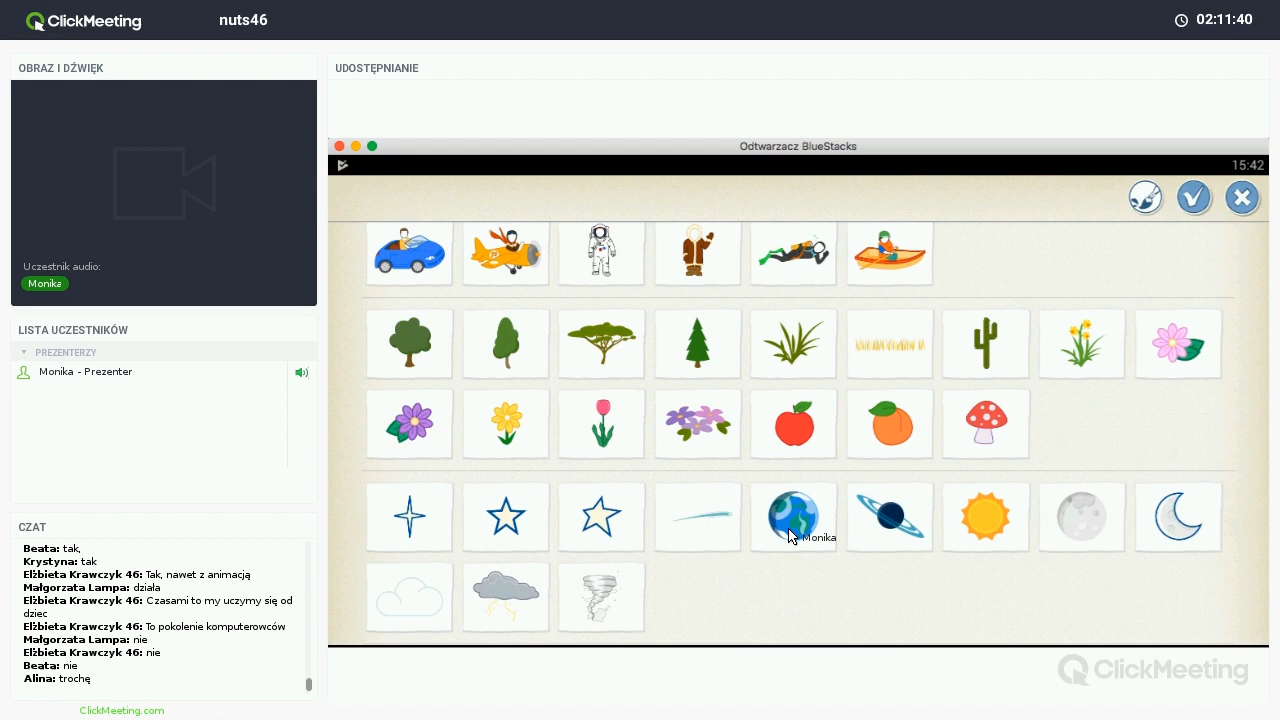 ClickMeeting
nuts46
02:11:40
OBRAZ I DŹWIĘK
Uczestnik audio:
Monika
LISTA UCZESTNIKÓW
PREZENTERZY
Monika - Prezenter
CZAT
Beata: tak,
Krystyna: tak
Elżbieta Krawczyk 46: Tak, nawet z animacją
Małgorzata Lampa: działa
Elżbieta Krawczyk 46: Czasami to my uczymy się od
dzieć
Elżbieta Krawczyk 46: To pokolenie komputerowców
Małgorzata Lampa: nie
Elżbieta Krawczyk 46: nie
Beata: nie
Alina: trochę
ClickMeeting.com
UDOSTĘPNIANIE
Odtwarzacz BlueStacks
15:42
Monika
ClickMeeting